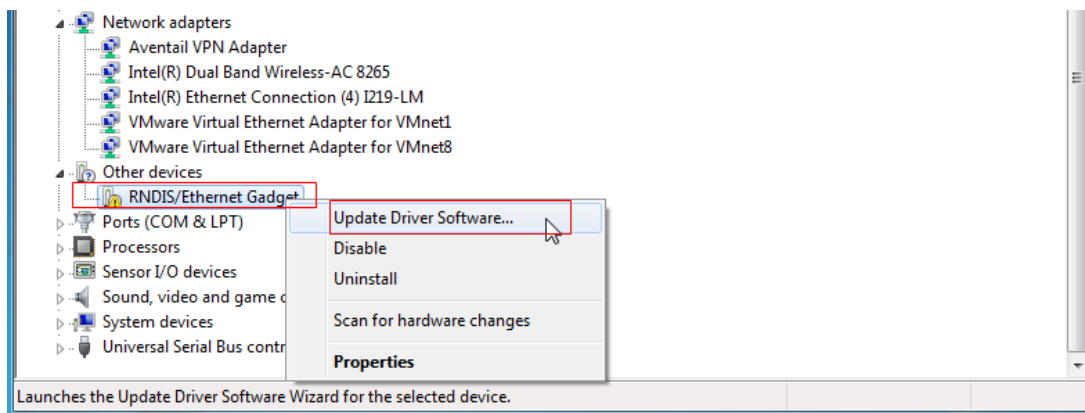 Network adapters
Aventail VPN Adapter
Intel(R) Dual Band Wireless-AC 8265
Intel(R) Ethernet Connection (4) I219-LM
VMware Virtual Ethernet Adapter for VMnet1
VMware Virtual Ethernet Adapter for VMnet8
Other devices
RNDIS/Ethernet Gadget
Ports (COM & LPT)
Processors
Sensor I/O devices
Sound, video and game
System devices
Universal Serial Bus contr
Update Driver Software...
Disable
Uninstall
Scan for hardware changes
Properties
Launches the Update Driver Software Wizard for the selected device.